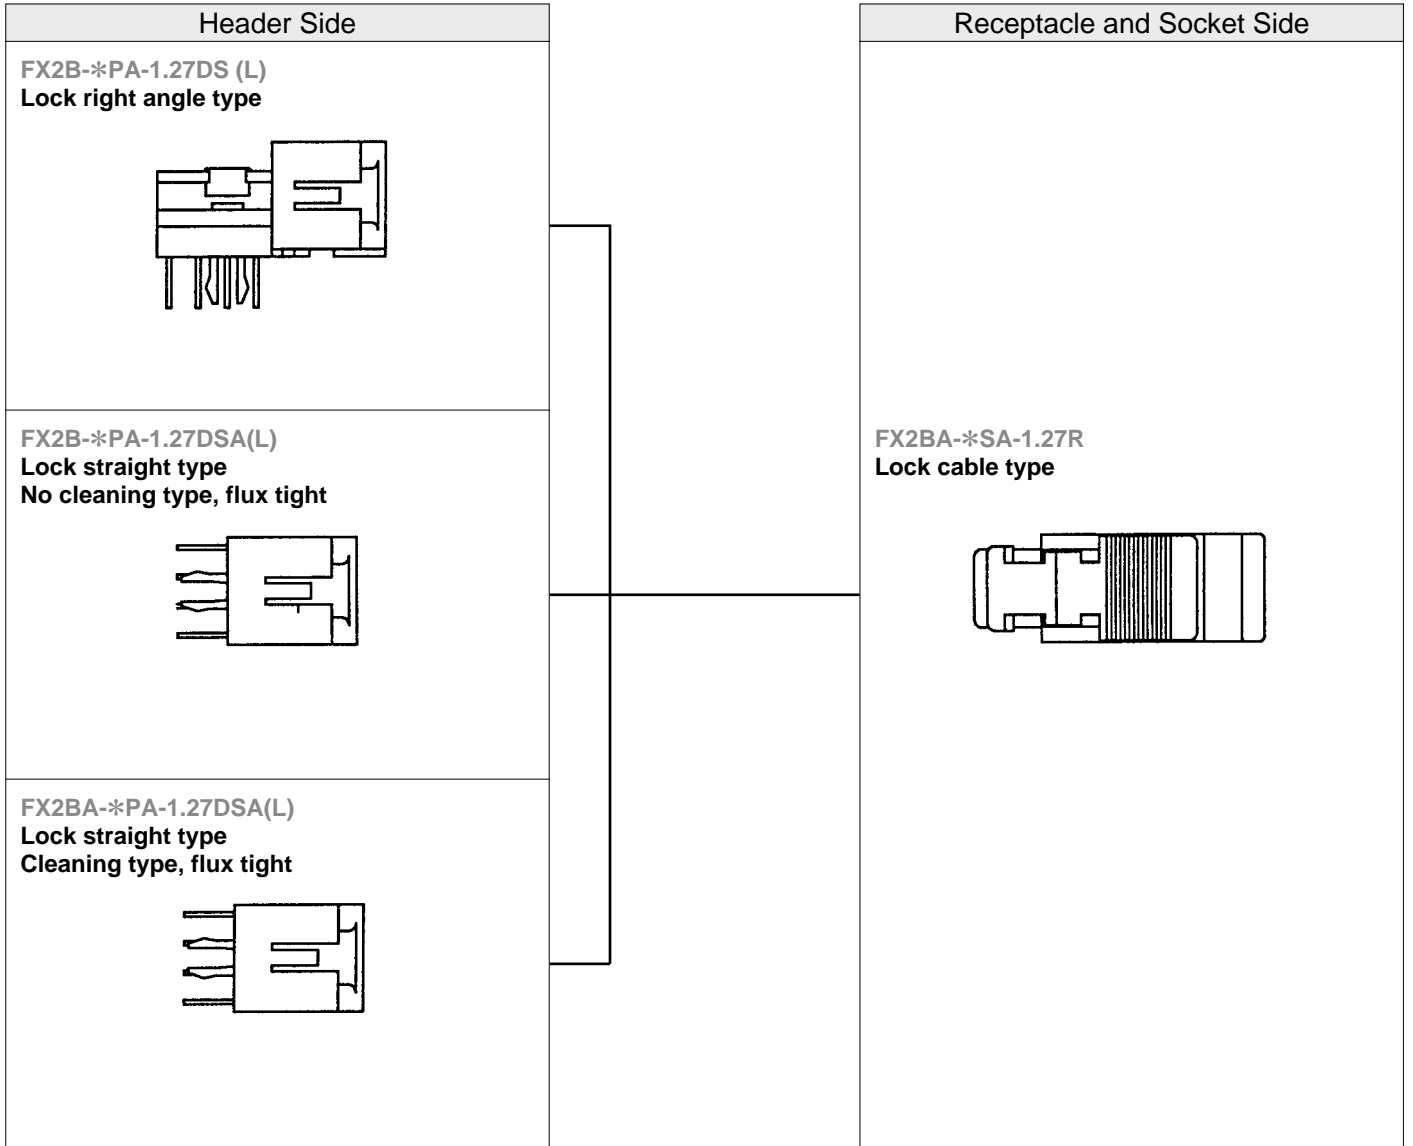 Header Side
Receptacle and Socket Side
FX2B-*PA-1.27DS (L)
Lock right angle type
FX2B-*PA-1.27DSA(L)
Lock straight type
No cleaning type, flux tight
FX2BA-*SA-1.27R
Lock cable type
FX2BA-*PA-1.27DSA(L)
Lock straight type
Cleaning type, flux tight